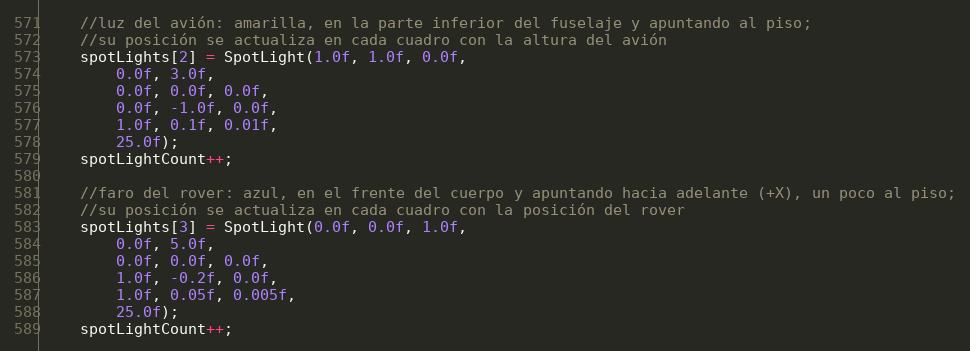 571 //luz del avión: amarilla, en la parte inferior del fuselaje y apuntando al piso;
572 //su posición se actualiza en cada cuadro con la altura del avión
573 spotLights[2] = SpotLight(1.0f, 1.0f, 0.0f,
574 0.0f, 3.0f,
575 0.0f, 0.0f, 0.0f,
576 0.0f, -1.0f, 0.0f,
577 1.0f, 0.1f, 0.01f,
578 25.0f);
579 spotLightCount++;
580
581 //faro del rover: azul, en el frente del cuerpo y apuntando hacia adelante (+X), un poco al piso;
582 //su posición se actualiza en cada cuadro con la posición del rover
583 spotLights[3] = SpotLight(0.0f, 0.0f, 1.0f,
584 0.0f, 5.0f,
585 0.0f, 0.0f, 0.0f,
586 1.0f, -0.2f, 0.0f,
587 1.0f, 0.05f, 0.005f,
588 25.0f);
589 spotLightCount++;